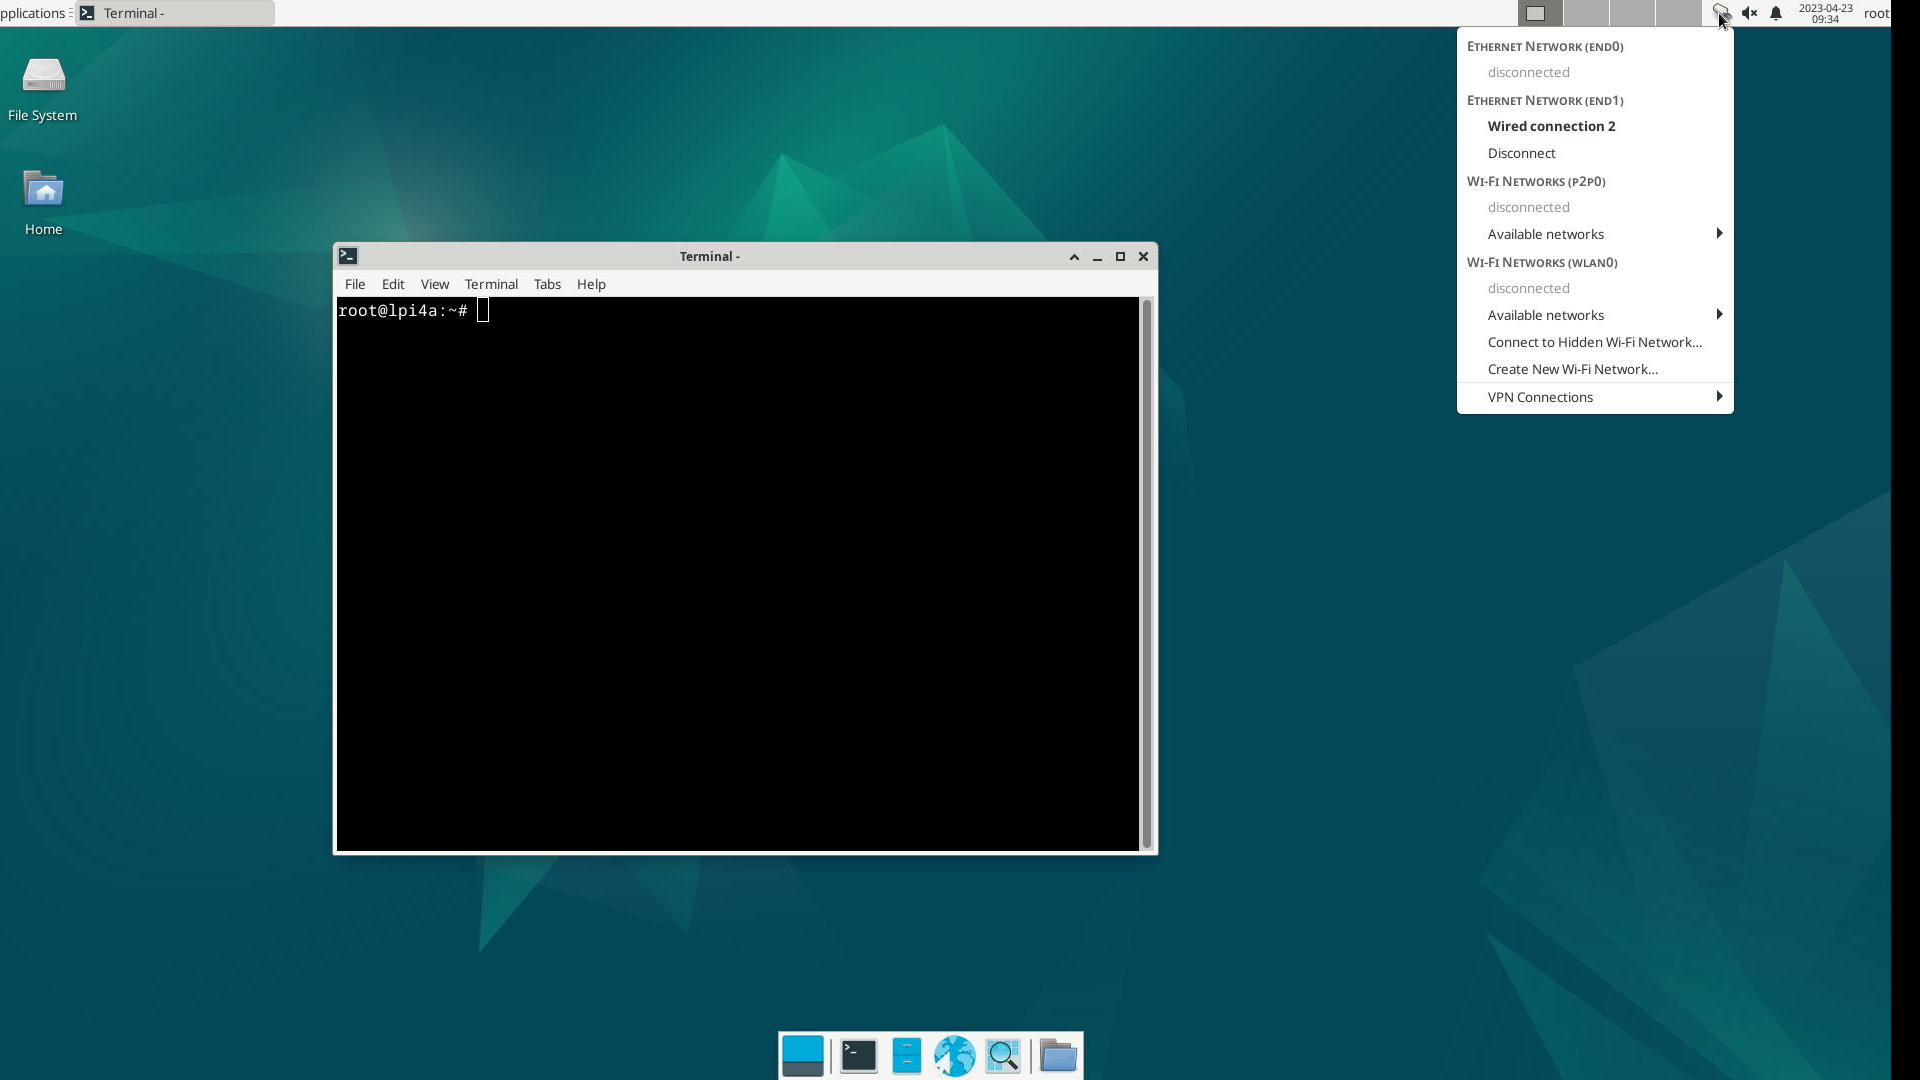 pplications
Terminal -
2023-04-23
09:34
root
File System
Home
Terminal -
File Edit View Terminal Tabs Help
root@lpi4a:~#
Ethernet Network (end0)
disconnected
Ethernet Network (end1)
Wired connection 2
Disconnect
Wi-Fi Networks (p2p0)
disconnected
Available networks
Wi-Fi Networks (wlan0)
disconnected
Available networks
Connect to Hidden Wi-Fi Network...
Create New Wi-Fi Network...
VPN Connections